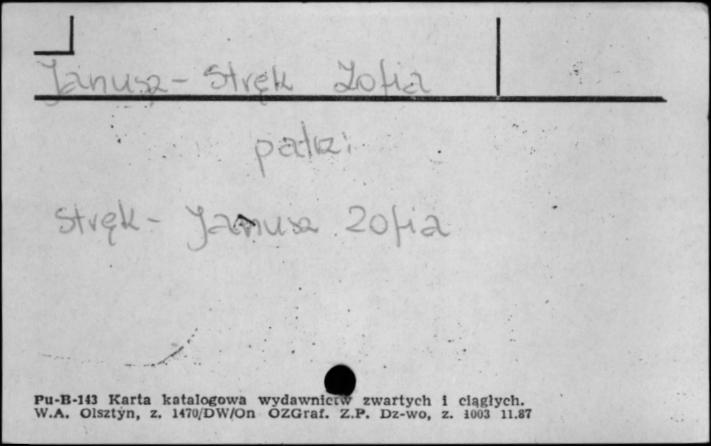 Janusz - Stręk Zofia
patrz:
Stręk - Janusz Zofia
Pu-B-143 Karta katalogowa wydawnictw zwartych i ciągłych.
W.A. Olsztyn, z. 1470/DW/On OZGraf. Z.P. Dz-wo, z. 1003 11.87